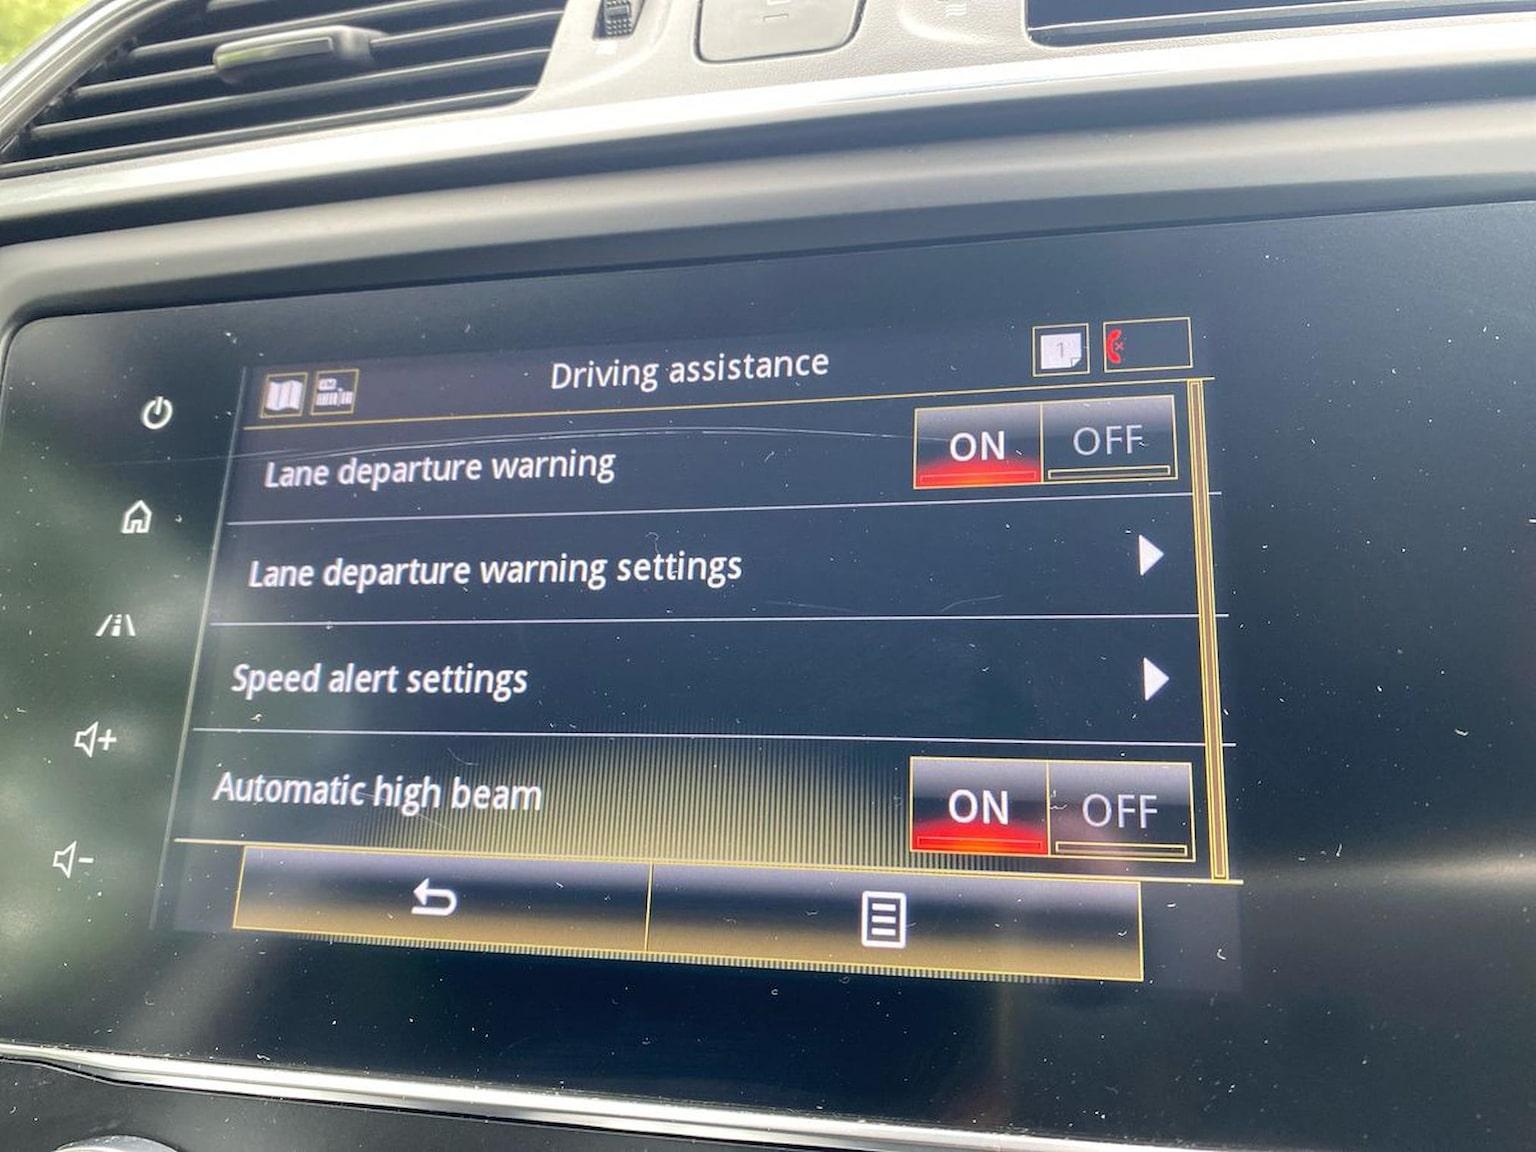 Driving assistance
1
Lane departure warning
ON OFF
Lane departure warning settings
Speed alert settings
Automatic high beam
ON OFF